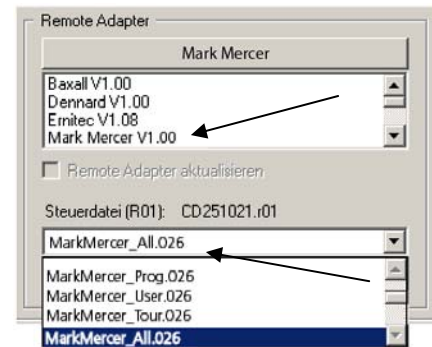 Remote Adapter
Mark Mercer
Baxall V1.00
Dennard V1.00
Ernitec V1.08
Mark Mercer V1.00
Remote Adapter aktualisieren
Steuerdatei (R01): CD251021.r01
MarkMercer_All.026
MarkMercer_Prog.026
MarkMercer_User.026
MarkMercer_Tour.026
MarkMercer_All.026